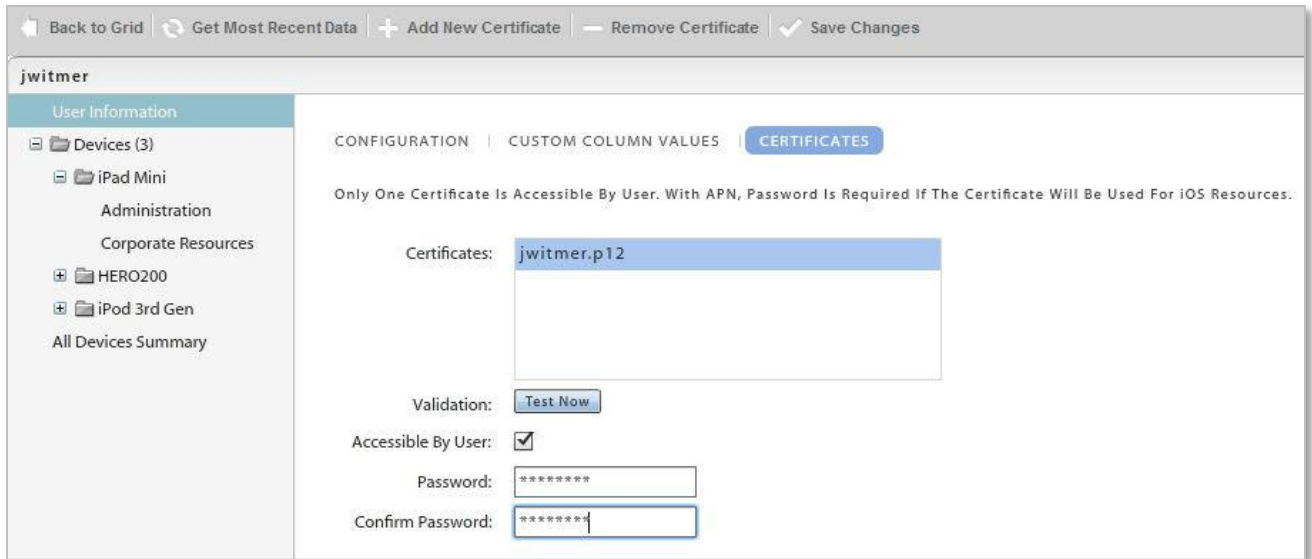 Back to Grid Get Most Recent Data Add New Certificate Remove Certificate Save Changes
jwitmer
User Information
Devices (3)
iPad Mini
Administration
Corporate Resources
HERO200
iPod 3rd Gen
All Devices Summary
CONFIGURATION | CUSTOM COLUMN VALUES | CERTIFICATES
Only One Certificate Is Accessible By User. With APN, Password Is Required If The Certificate Will Be Used For iOS Resources.
Certificates: jwitmer.p12
Validation: Test Now
Accessible By User:
Password: ********
Confirm Password: ********